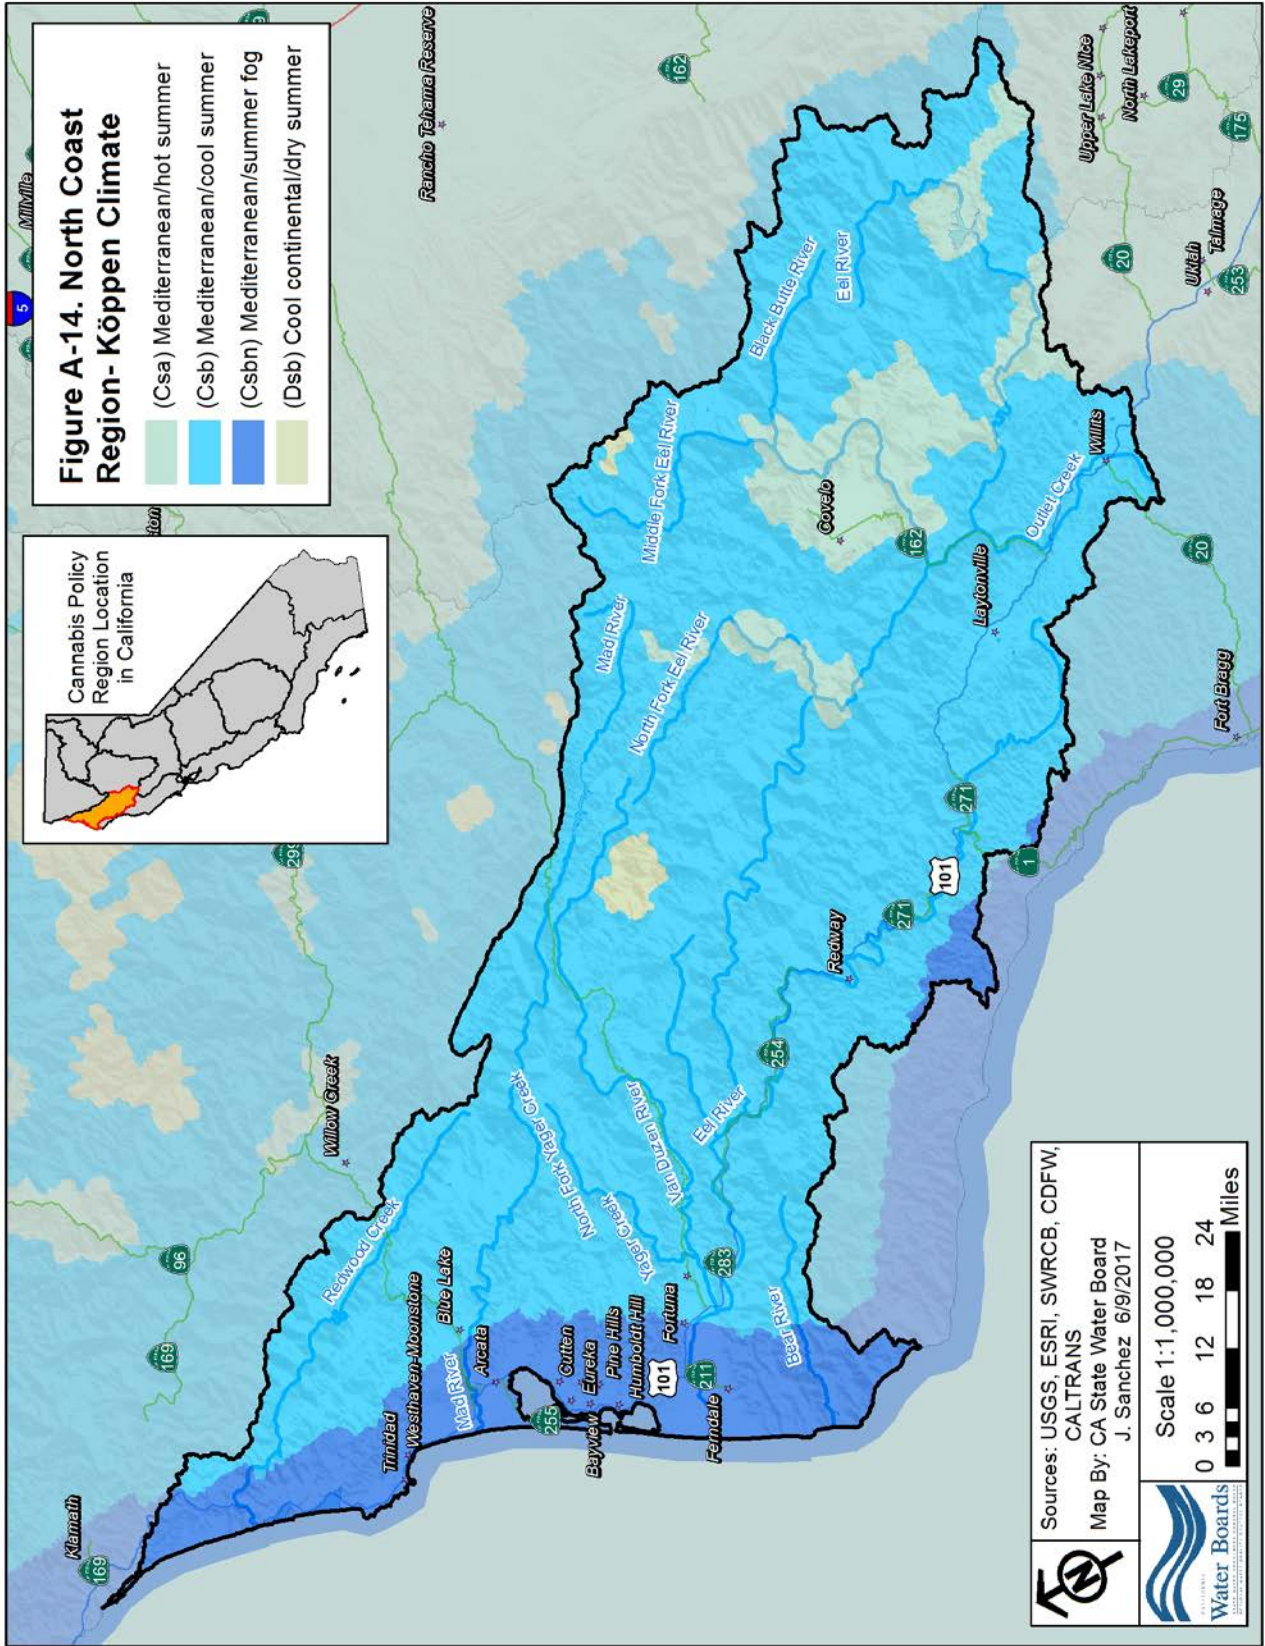 Figure A-14. North Coast
Region- Köppen Climate
(Csa) Mediterranean/hot summer
(Csb) Mediterranean/cool summer
(Csbn) Mediterranean/summer fog
(Dsb) Cool continental/dry summer
Cannabis Policy
Region Location
in California
Millville
5
Rancho Tehama Reserve
162
Upper Lake Nice
North Lakeport
29
175
20
Ukiah
Talmage
253
299
Willow Creek
96
169
Klamath
169
Redwood Creek
Trinidad
Westhaven-Moonstone
Blue Lake
Mad River
Arcata
255
Cutten
Eureka
Bayview
Pine Hills
Humboldt Hill
101
Fortuna
211
Ferndale
283
Bear River
North Fork Yager Creek
Yager Creek
Van Duzen River
Eel River
254
Redway
271
101
271
1
Mad River
North Fork Eel River
Middle Fork Eel River
Black Butte River
Eel River
Covelo
162
Laytonville
Outlet Creek
Willits
20
Fort Bragg
N
Sources: USGS, ESRI, SWRCB, CDFW,
CALTRANS
Map By: CA State Water Board
J. Sanchez 6/9/2017
CALIFORNIA
Water Boards
Scale 1:1,000,000
0 3 6 12 18 24
Miles